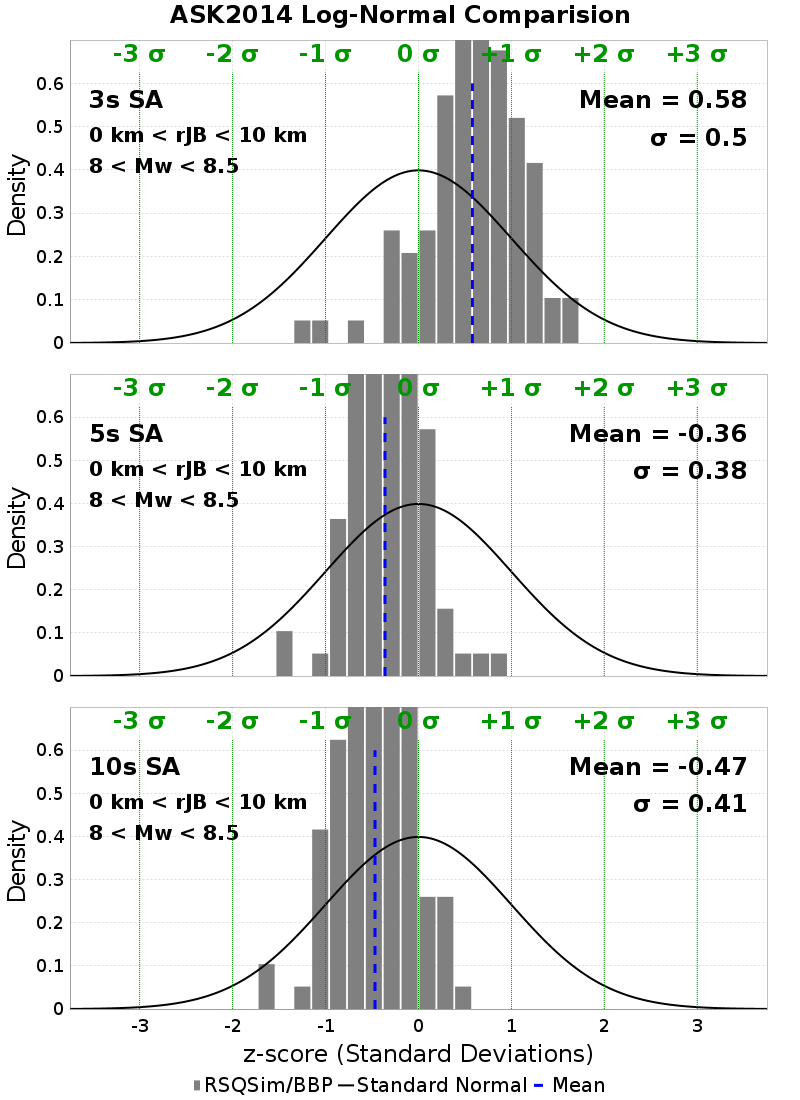 ASK2014 Log-Normal Comparision
-3 σ -2 σ -1 σ 0 σ +1 σ +2 σ +3 σ
3s SA
0 km < rJB < 10 km
8 < Mw < 8.5
Mean = 0.58
σ = 0.5
0.6
0.5
0.4
0.3
0.2
0.1
0
Density
-3 σ -2 σ -1 σ 0 σ +1 σ +2 σ +3 σ
5s SA
0 km < rJB < 10 km
8 < Mw < 8.5
Mean = -0.36
σ = 0.38
0.6
0.5
0.4
0.3
0.2
0.1
0
Density
-3 σ -2 σ -1 σ 0 σ +1 σ +2 σ +3 σ
10s SA
0 km < rJB < 10 km
8 < Mw < 8.5
Mean = -0.47
σ = 0.41
0.6
0.5
0.4
0.3
0.2
0.1
0
Density
-3 -2 -1 0 1 2 3
z-score (Standard Deviations)
RSQSim/BBP Standard Normal Mean